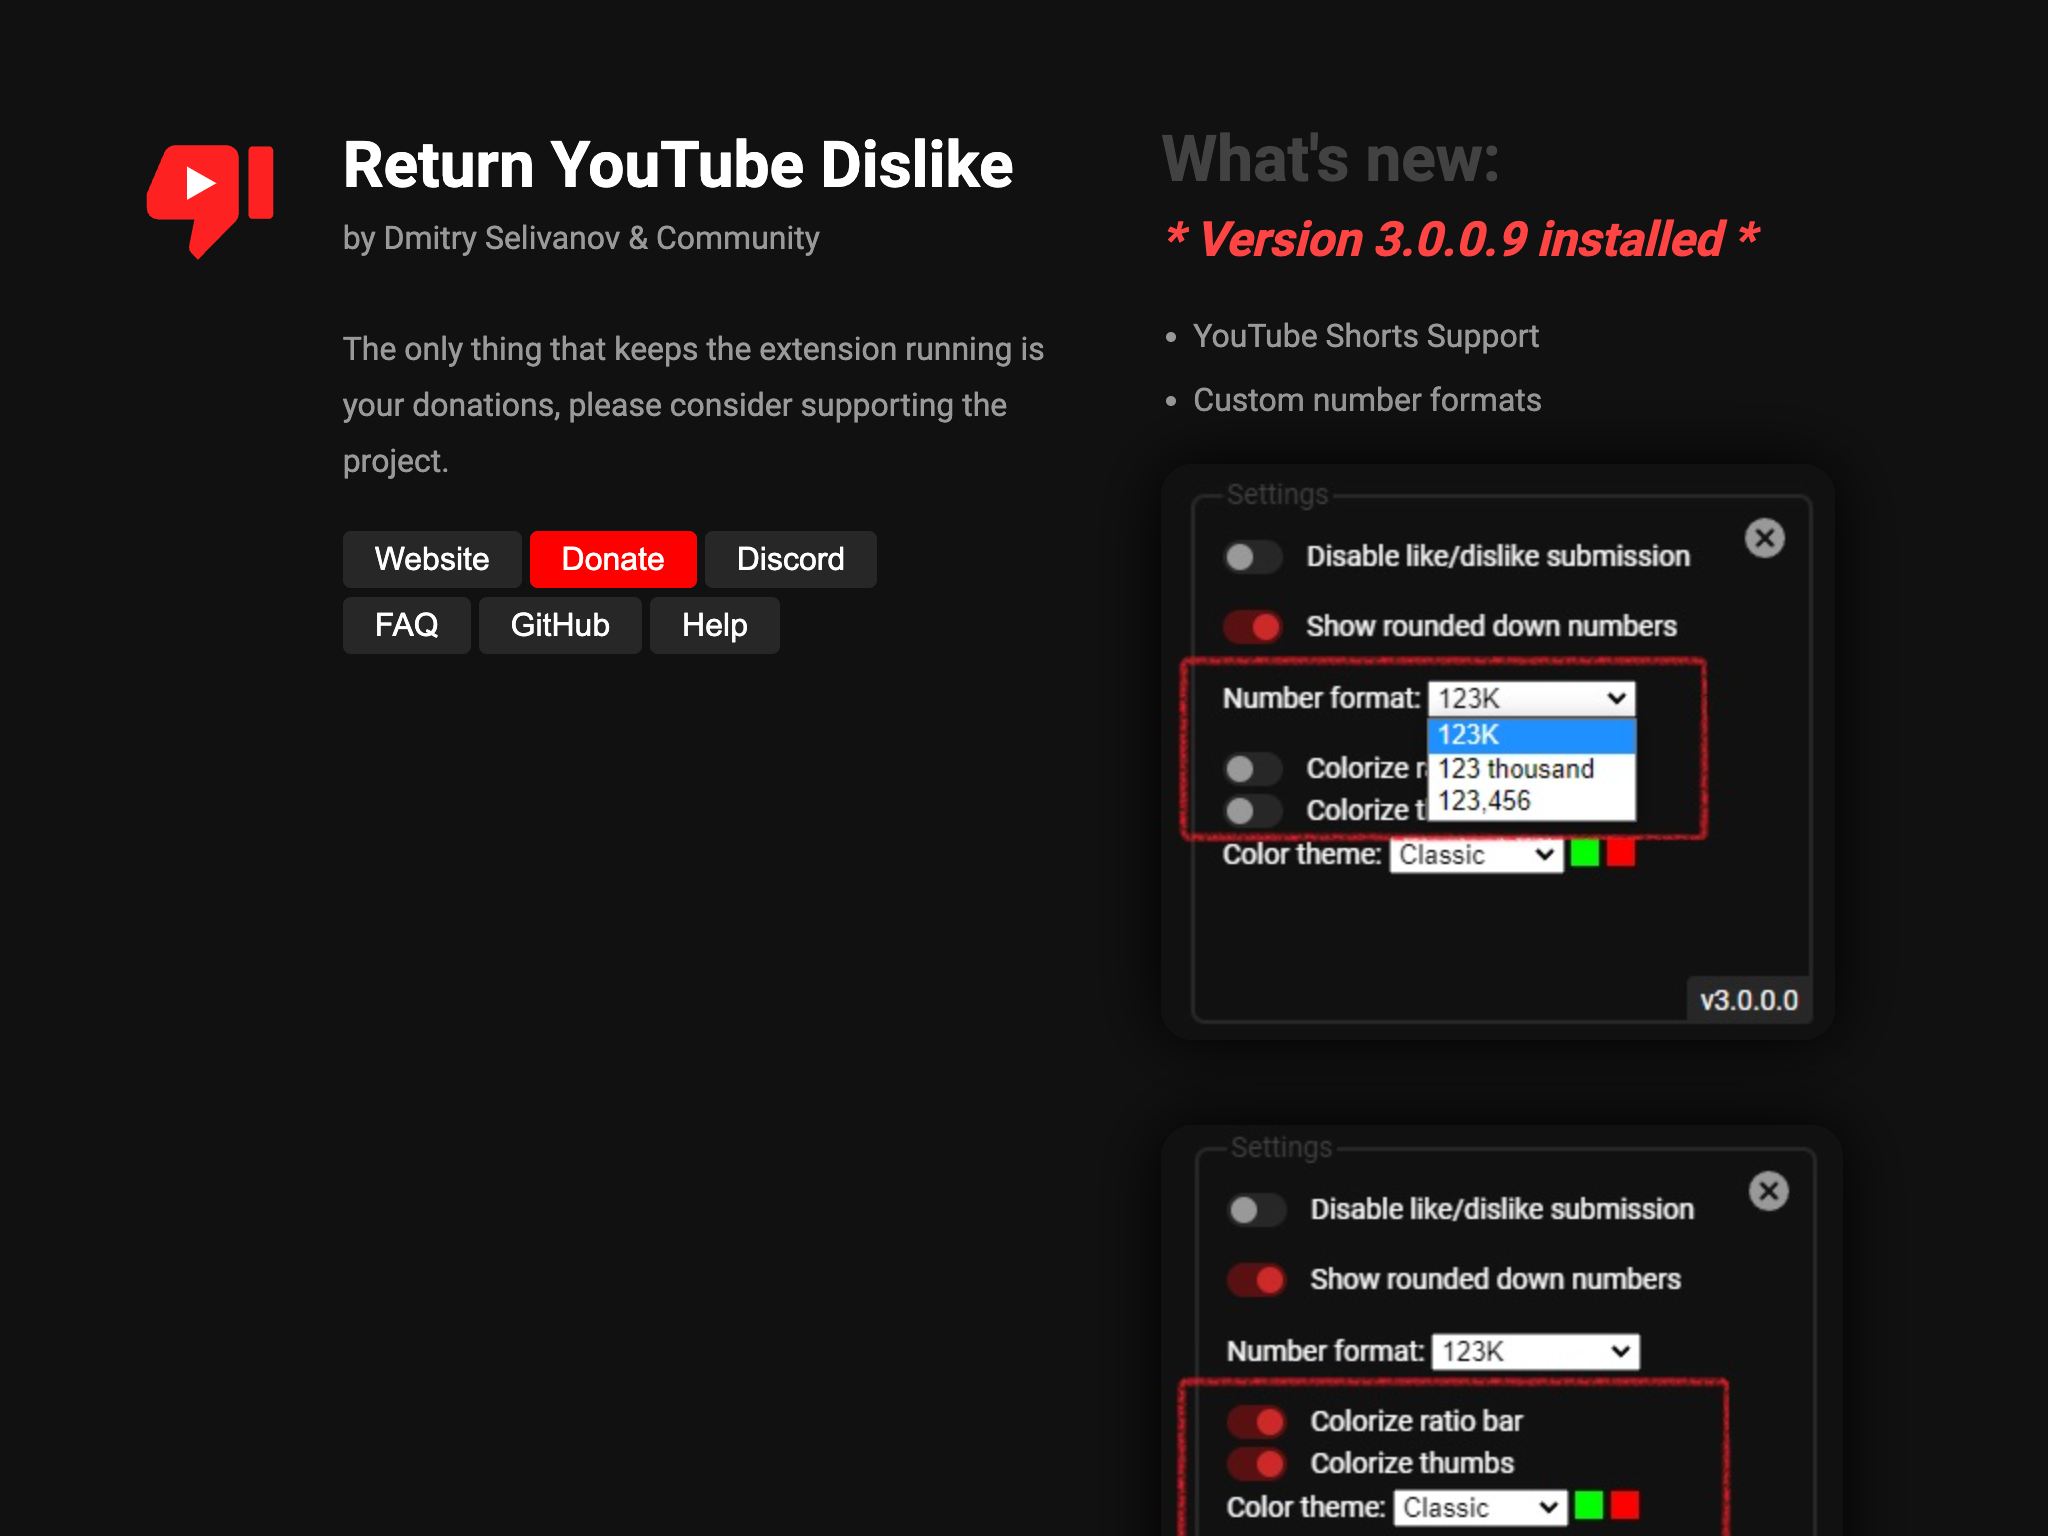 Return YouTube Dislike
by Dmitry Selivanov & Community
The only thing that keeps the extension running is
your donations, please consider supporting the
project.
Website Donate Discord
FAQ GitHub Help
What's new:
* Version 3.0.0.9 installed *
• YouTube Shorts Support
• Custom number formats
Settings
Disable like/dislike submission
Show rounded down numbers
Number format: 123K
123K
Colorize r 123 thousand
Colorize t 123,456
Color theme: Classic
v3.0.0.0
Settings
Disable like/dislike submission
Show rounded down numbers
Number format: 123K
Colorize ratio bar
Colorize thumbs
Color theme: Classic